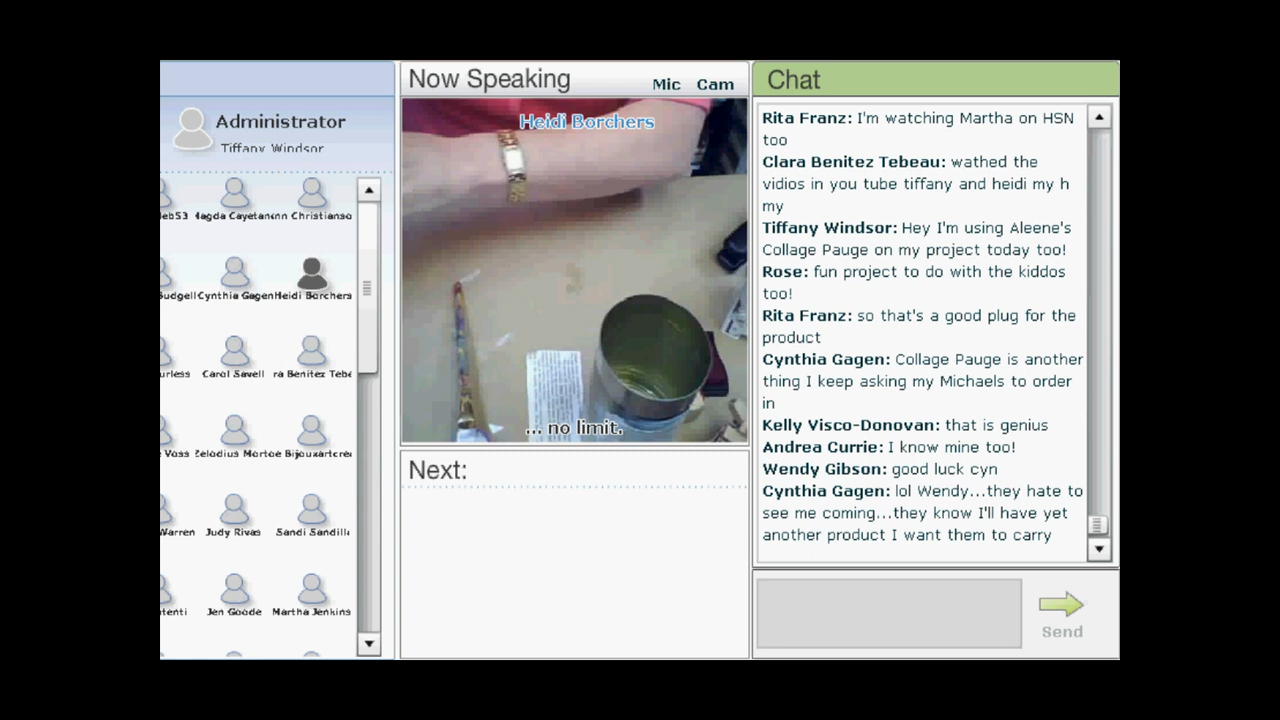 Administrator
Tiffany Windsor
Cynthia Gagen
Heidi Borchers
Carol Savell
Warren
Judy Rivas
Jen Goode
Martha Jenkins
Now Speaking
Mic Cam
Heidi Borchers
... no limit.
Next:
Chat
Rita Franz: I'm watching Martha on HSN
too
Clara Benitez Tebeau: wathed the
vidios in you tube tiffany and heidi my h
my
Tiffany Windsor: Hey I'm using Aleene's
Collage Pauge on my project today too!
Rose: fun project to do with the kiddos
too!
Rita Franz: so that's a good plug for the
product
Cynthia Gagen: Collage Pauge is another
thing I keep asking my Michaels to order
in
Kelly Visco-Donovan: that is genius
Andrea Currie: I know mine too!
Wendy Gibson: good luck cyn
Cynthia Gagen: lol Wendy...they hate to
see me coming...they know I'll have yet
another product I want them to carry
Send